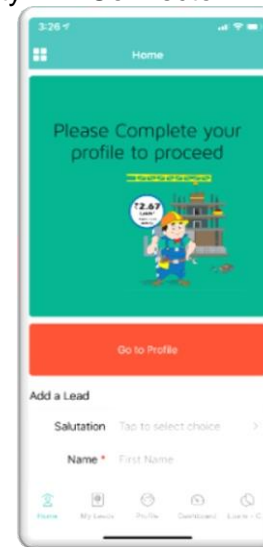 3:26
Home
Please Complete your
profile to proceed
₹2.67
Go to Profile
Add a Lead
Salutation Tap to select choice
Name * First Name
Home My Leads Profile Dashboard